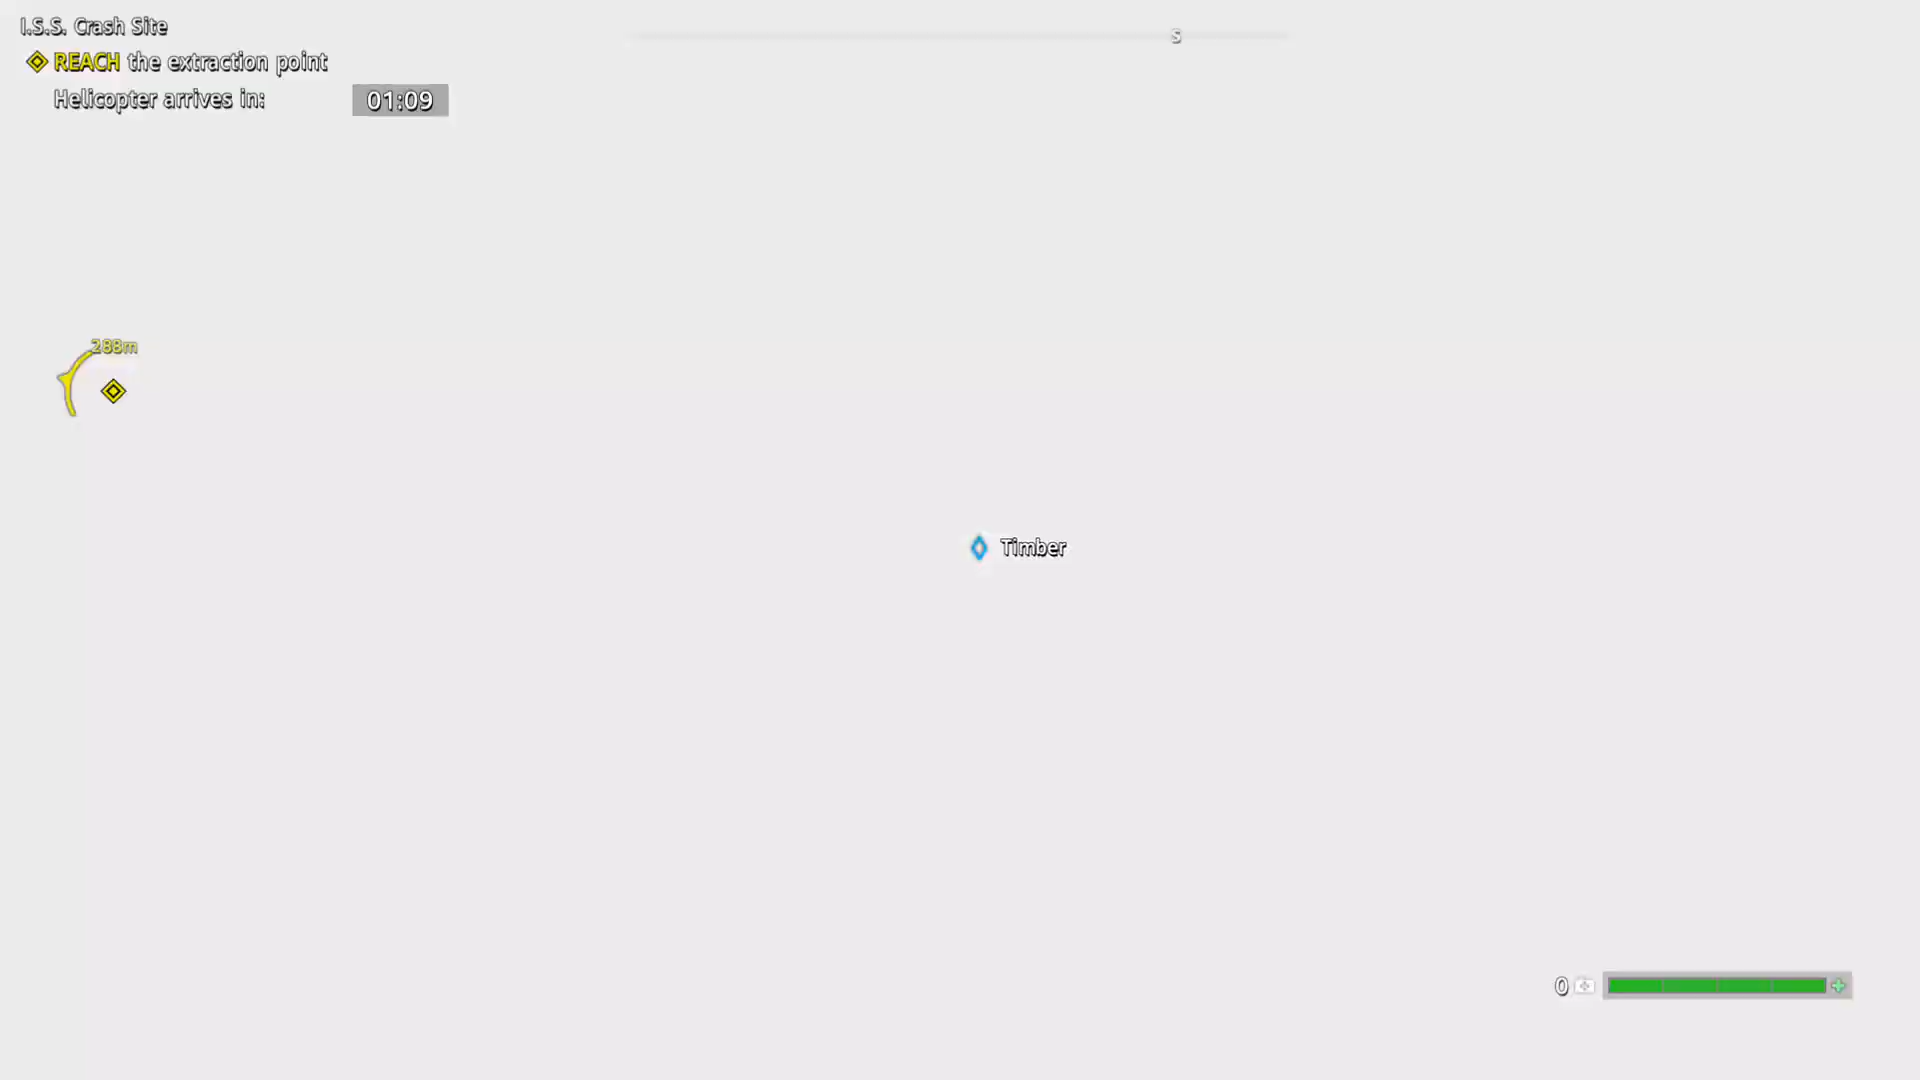 I.S.S. Crash Site
S
REACH the extraction point
Helicopter arrives in: 01:09
288m
Timber
0